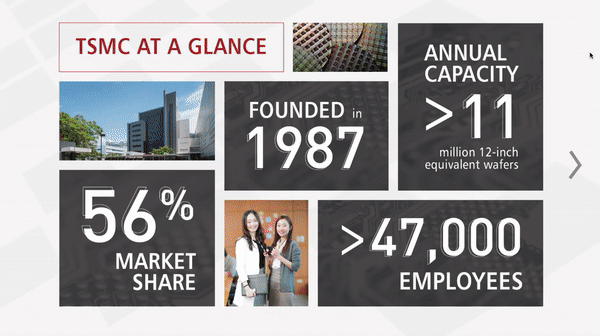 TSMC AT A GLANCE
ANNUAL
CAPACITY
>11
million 12-inch
equivalent wafers
FOUNDED in
1987
56%
MARKET
SHARE
>47,000
EMPLOYEES